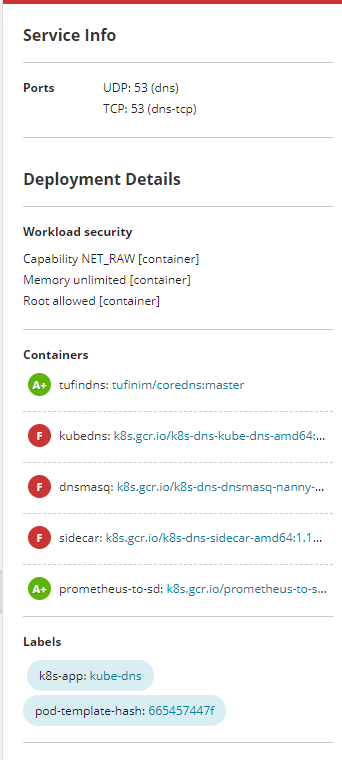 Service Info
Ports UDP: 53 (dns)
TCP: 53 (dns-tcp)
Deployment Details
Workload security
Capability NET_RAW [container]
Memory unlimited [container]
Root allowed [container]
Containers
A+ tufindns: tufinim/coredns:master
F kubedns: k8s.gcr.io/k8s-dns-kube-dns-amd64:...
F dnsmasq: k8s.gcr.io/k8s-dns-dnsmasq-nanny-...
F sidecar: k8s.gcr.io/k8s-dns-sidecar-amd64:1.1...
A+ prometheus-to-sd: k8s.gcr.io/prometheus-to-s...
Labels
k8s-app: kube-dns
pod-template-hash: 665457447f